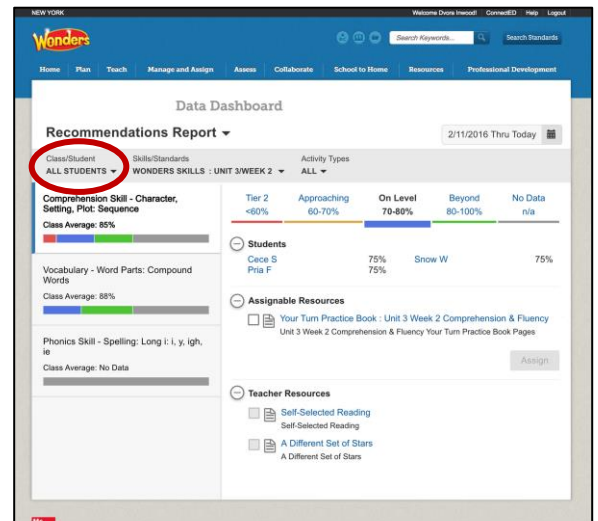 NEW YORK
Welcome Dvora Inwood! ConnectED Help Logout
Wonders
Search Keywords...
Search Standards
Home Plan Teach Manage and Assign Assess Collaborate School to Home Resources Professional Development
Data Dashboard
Recommendations Report
2/11/2016 Thru Today
Class/Student Skills/Standards Activity Types
ALL STUDENTS WONDERS SKILLS : UNIT 3/WEEK 2 ALL
Comprehension Skill - Character,
Setting, Plot: Sequence
Class Average: 85%
Vocabulary - Word Parts: Compound
Words
Class Average: 88%
Phonics Skill - Spelling: Long i: i, y, igh,
ie
Class Average: No Data
Tier 2 Approaching On Level Beyond No Data
<60% 60-70% 70-80% 80-100% n/a
Students
Cece S 75% Snow W 75%
Pria F 75%
Assignable Resources
Your Turn Practice Book : Unit 3 Week 2 Comprehension & Fluency
Unit 3 Week 2 Comprehension & Fluency Your Turn Practice Book Pages
Assign
Teacher Resources
Self-Selected Reading
Self-Selected Reading
A Different Set of Stars
A Different Set of Stars